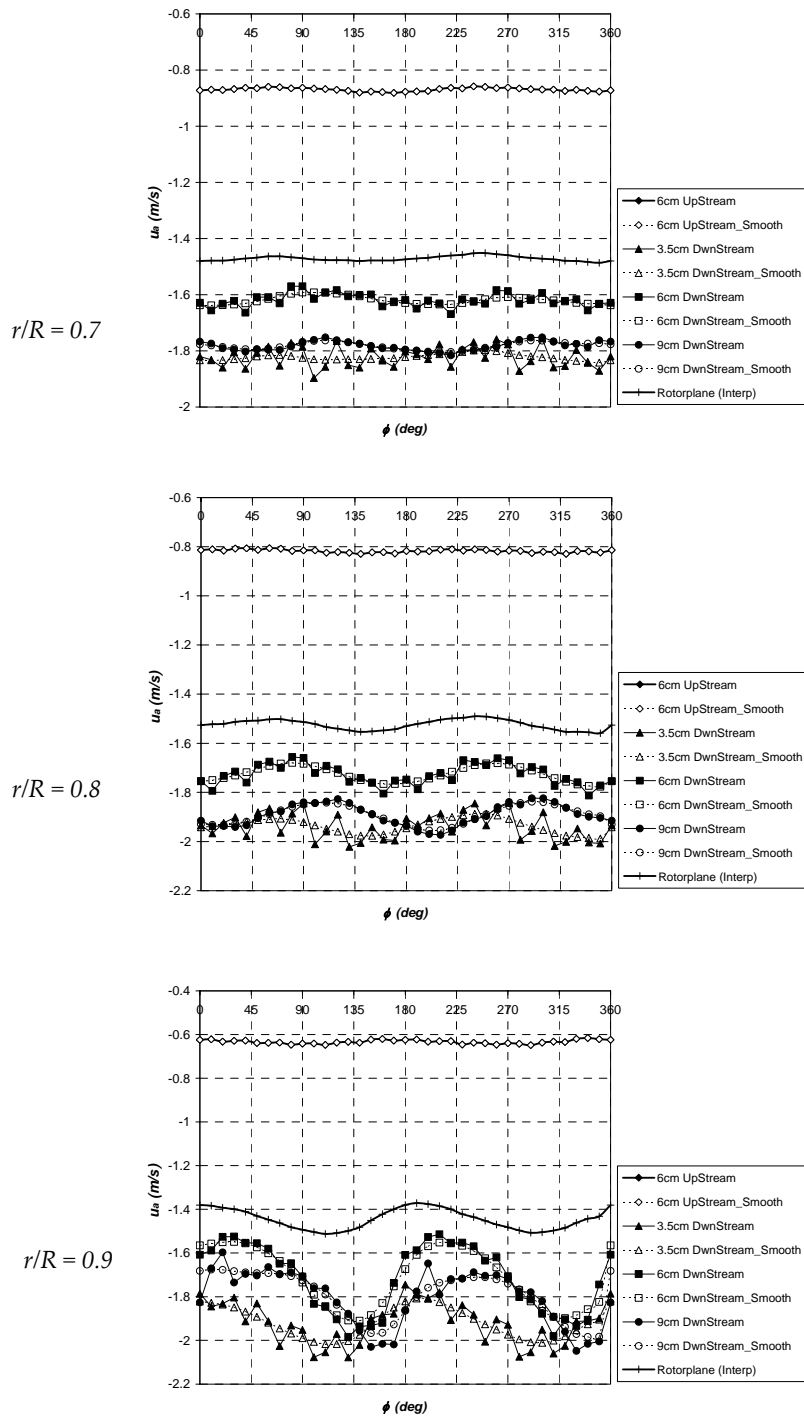 -0.6
0 45 90 135 180 225 270 315 360
-0.8
-1
-1.2
-1.4
-1.6
-1.8
-2
uₐ (m/s)
ϕ (deg)
r/R = 0.7
6cm UpStream
6cm UpStream_Smooth
3.5cm DwnStream
3.5cm DwnStream_Smooth
6cm DwnStream
6cm DwnStream_Smooth
9cm DwnStream
9cm DwnStream_Smooth
Rotorplane (Interp)
-0.6
0 45 90 135 180 225 270 315 360
-0.8
-1
-1.2
-1.4
-1.6
-1.8
-2
-2.2
uₐ (m/s)
ϕ (deg)
r/R = 0.8
6cm UpStream
6cm UpStream_Smooth
3.5cm DwnStream
3.5cm DwnStream_Smooth
6cm DwnStream
6cm DwnStream_Smooth
9cm DwnStream
9cm DwnStream_Smooth
Rotorplane (Interp)
-0.4
0 45 90 135 180 225 270 315 360
-0.6
-0.8
-1
-1.2
-1.4
-1.6
-1.8
-2
-2.2
uₐ (m/s)
ϕ (deg)
r/R = 0.9
6cm UpStream
6cm UpStream_Smooth
3.5cm DwnStream
3.5cm DwnStream_Smooth
6cm DwnStream
6cm DwnStream_Smooth
9cm DwnStream
9cm DwnStream_Smooth
Rotorplane (Interp)